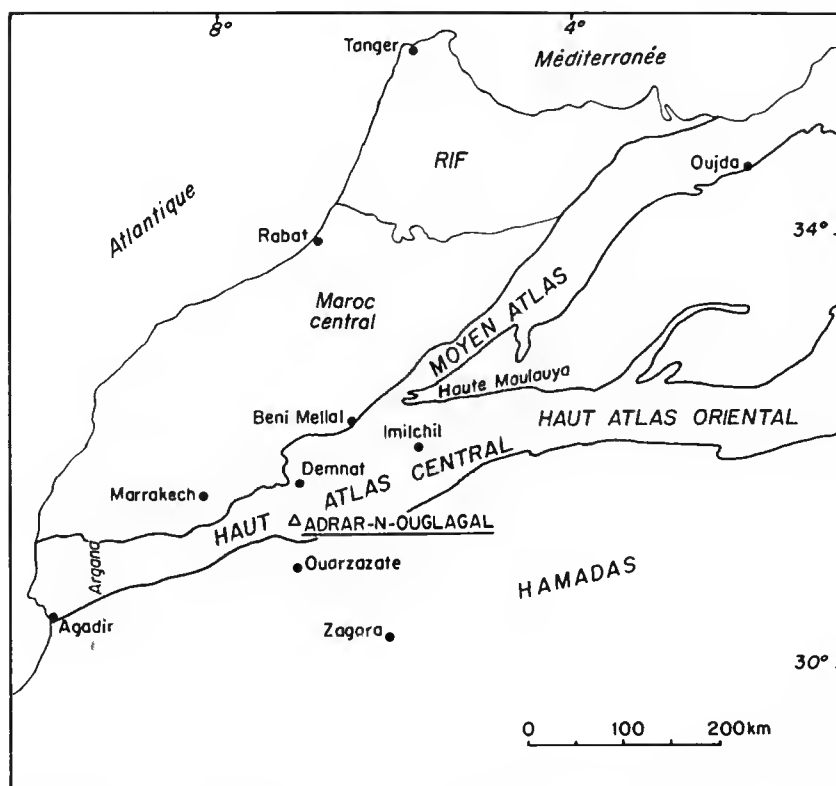 8°
4°
Tanger
Méditerranée
RIF
Oujda
Atlantique
Rabat
34°
Maroc
central
MOYEN ATLAS
Haute Moulouya
Beni Mellal
Imilchil
HAUT ATLAS ORIENTAL
Demnat
Marrakech
HAUT ATLAS CENTRAL
ADRAR-N-OUGLAGAL
Argana
Ouarzazate
HAMADAS
Agadir
Zagora
30°
0 100 200km